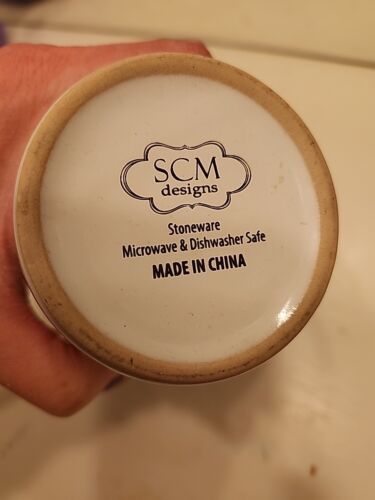 SCM
designs
Stoneware
Microwave & Dishwasher Safe
MADE IN CHINA